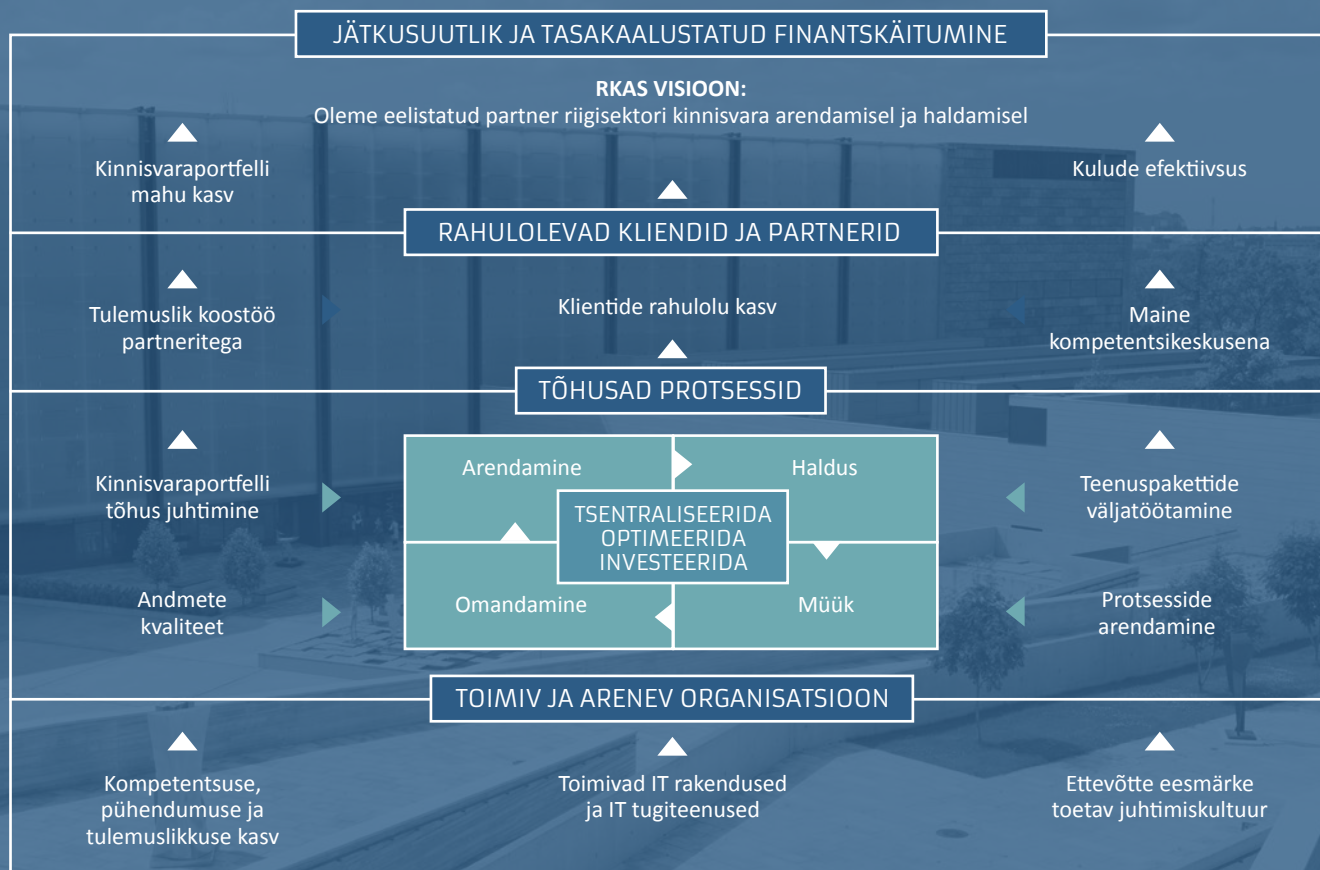 JÄTKUSUUTLIK JA TASAKAALUSTATUD FINANTSKÄITUMINE
RKAS VISIOON:
Oleme eelistatud partner riigisektori kinnisvara arendamisel ja haldamisel
Kinnisvaraportfelli
mahu kasv
Kulude efektiivsus
RAHULOLEVAD KLIENDID JA PARTNERID
Tulemuslik koostöö
partneritega
Klientide rahulolu kasv
Maine
kompetentsikeskusena
TÕHUSAD PROTSESSID
Kinnisvaraportfelli
tõhus juhtimine
Andmete
kvaliteet
Arendamine
Haldus
TSENTRALISEERIDA
OPTIMEERIDA
INVESTEERIDA
Omandamine
Müük
Teenuspakettide
väljatöötamine
Protsesside
arendamine
TOIMIV JA ARENEV ORGANISATSIOON
Kompetentsuse,
pühendumuse ja
tulemuslikkuse kasv
Toimivad IT rakendused
ja IT tugiteenused
Ettevõtte eesmärke
toetav juhtimiskultuur